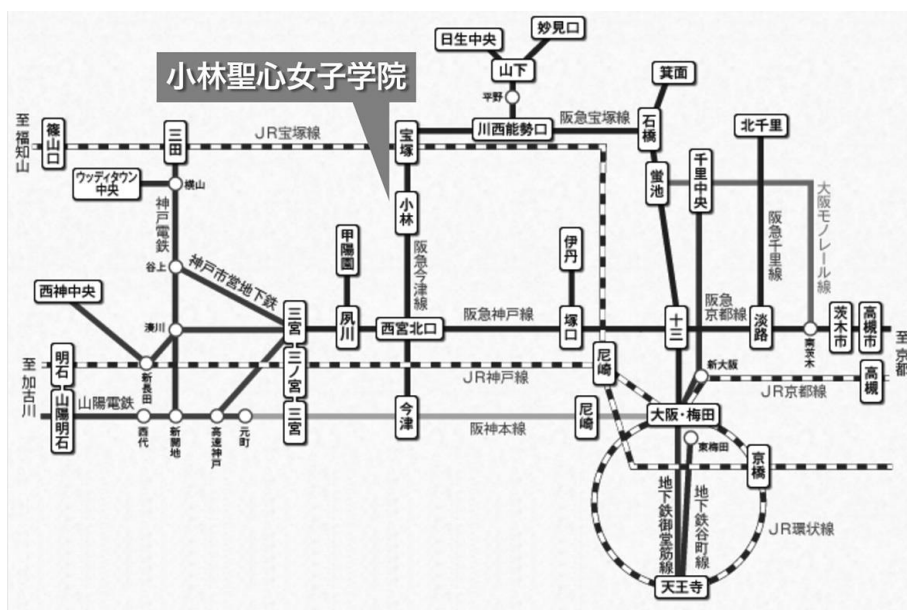 日生中央
妙見口
小林聖心女子学院
山下
箕面
平野
至福知山
篠山口
三田
JR宝塚線
宝塚
川西能勢口
阪急宝塚線
石橋
北千里
ウッディタウン
中央
横山
千里中央
蛍池
小林
神戸電鉄
甲陽園
伊丹
阪急今津線
阪急千里線
大阪モノレール線
谷上
神戸市営地下鉄
西神中央
湊川
三宮
夙川
西宮北口
阪急神戸線
塚口
十三
阪急
京都線
淡路
南茨木
茨木市
高槻市
至京都
至加古川
明石
新長田
三ノ宮
JR神戸線
尼崎
新大阪
JR京都線
高槻
山陽明石
山陽電鉄
西代
新開地
高速神戸
元町
三宮
今津
阪神本線
尼崎
大阪・梅田
東梅田
京橋
地下鉄御堂筋線
地下鉄谷町線
JR環状線
天王寺